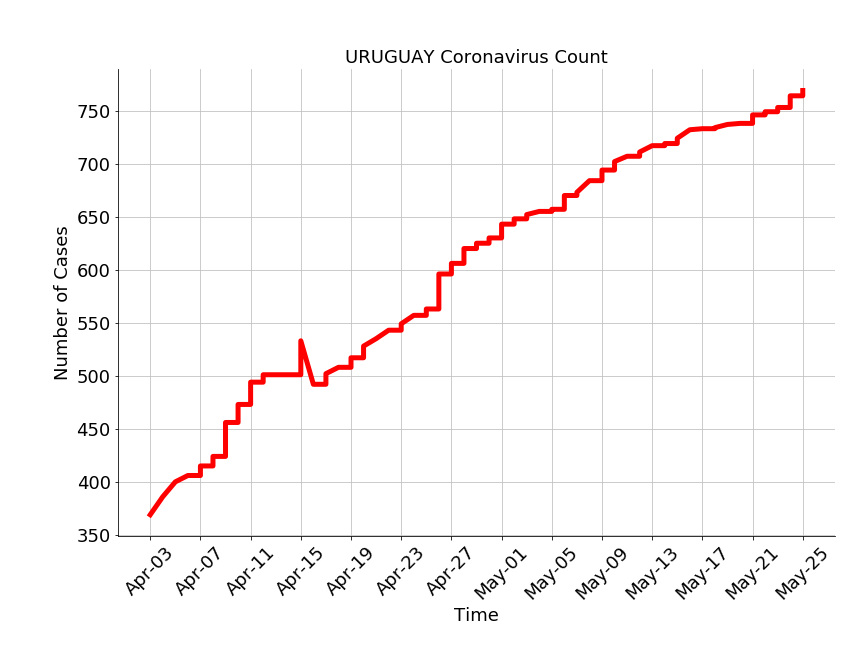 URUGUAY Coronavirus Count
Number of Cases
750
700
650
600
550
500
450
400
350
Apr-03
Apr-07
Apr-11
Apr-15
Apr-19
Apr-23
Apr-27
May-01
May-05
May-09
May-13
May-17
May-21
May-25
Time